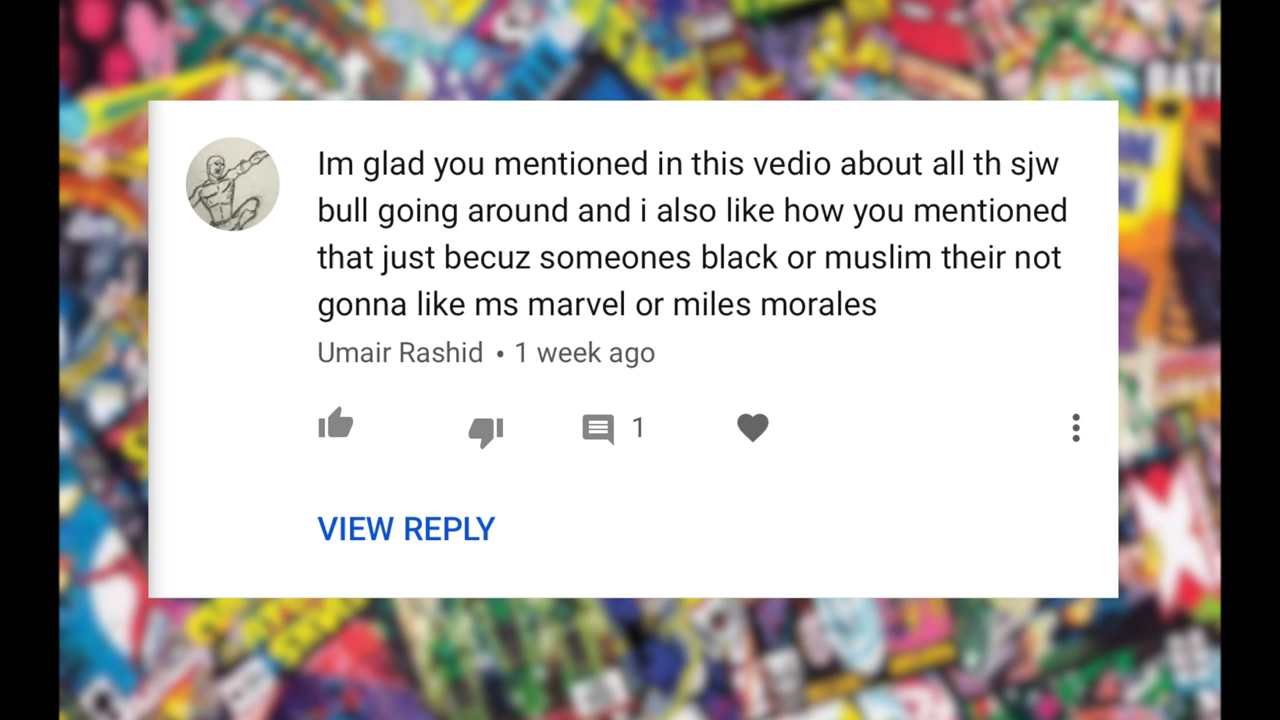 Im glad you mentioned in this vedio about all th sjw
bull going around and i also like how you mentioned
that just becuz someones black or muslim their not
gonna like ms marvel or miles morales
Umair Rashid • 1 week ago
1
VIEW REPLY